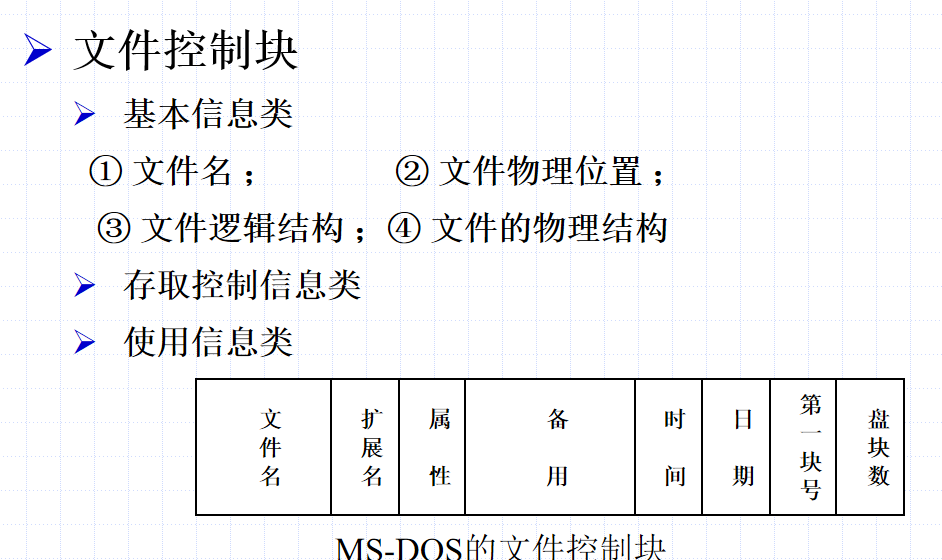 文件控制块
基本信息类
① 文件名； ② 文件物理位置；
③ 文件逻辑结构；④ 文件的物理结构
存取控制信息类
使用信息类
文件名 扩展名 属性 备用 时间 日期 第一块号 盘块数
MS-DOS的文件控制块